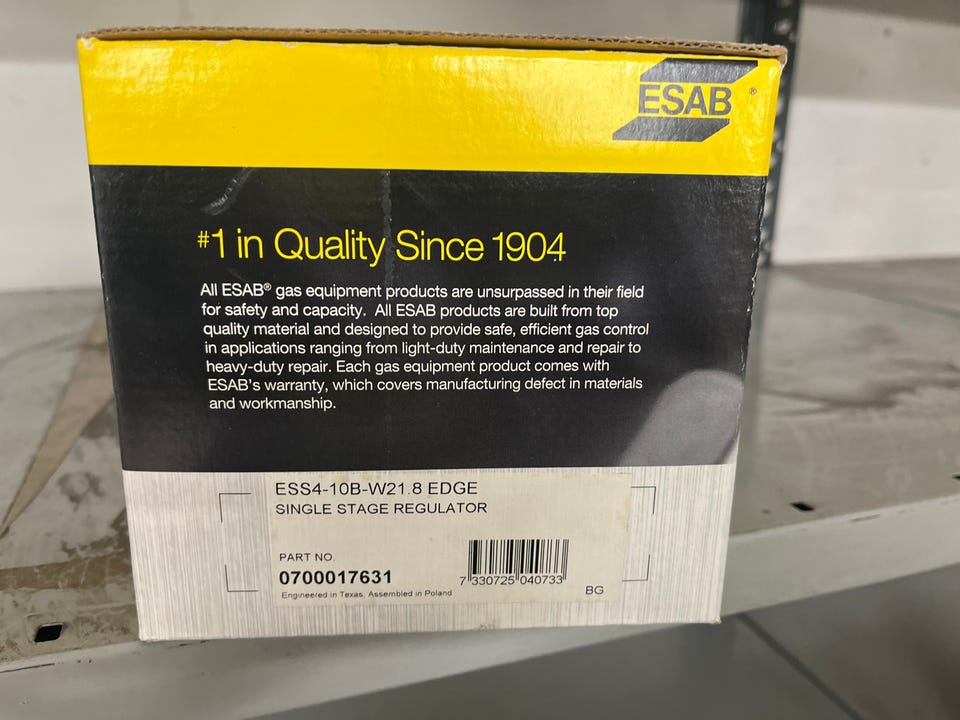 ESAB®
#1 in Quality Since 1904
All ESAB® gas equipment products are unsurpassed in their field
for safety and capacity. All ESAB products are built from top
quality material and designed to provide safe, efficient gas control
in applications ranging from light-duty maintenance and repair to
heavy-duty repair. Each gas equipment product comes with
ESAB's warranty, which covers manufacturing defect in materials
and workmanship.
ESS4-10B-W21.8 EDGE
SINGLE STAGE REGULATOR
PART NO.
0700017631
7 330725 040733
Engineered in Texas, Assembled in Poland
BG